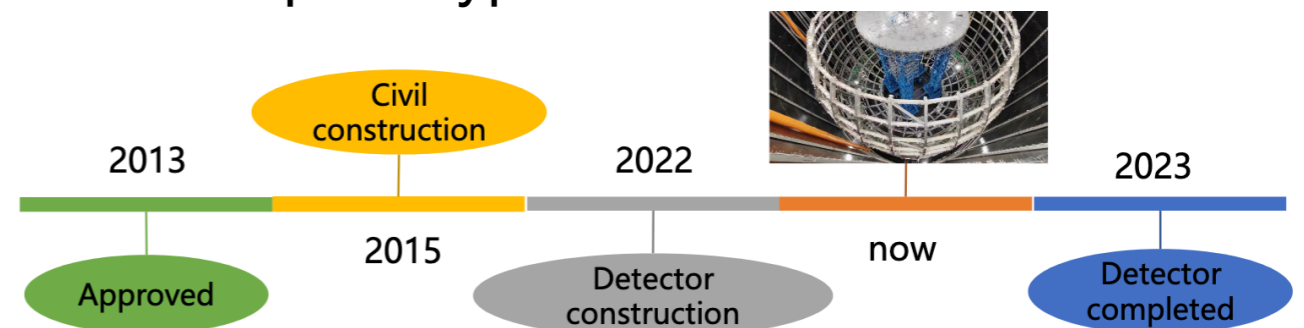 Civil
construction
2013
2022
2023
2015
now
Approved
Detector
construction
Detector
completed